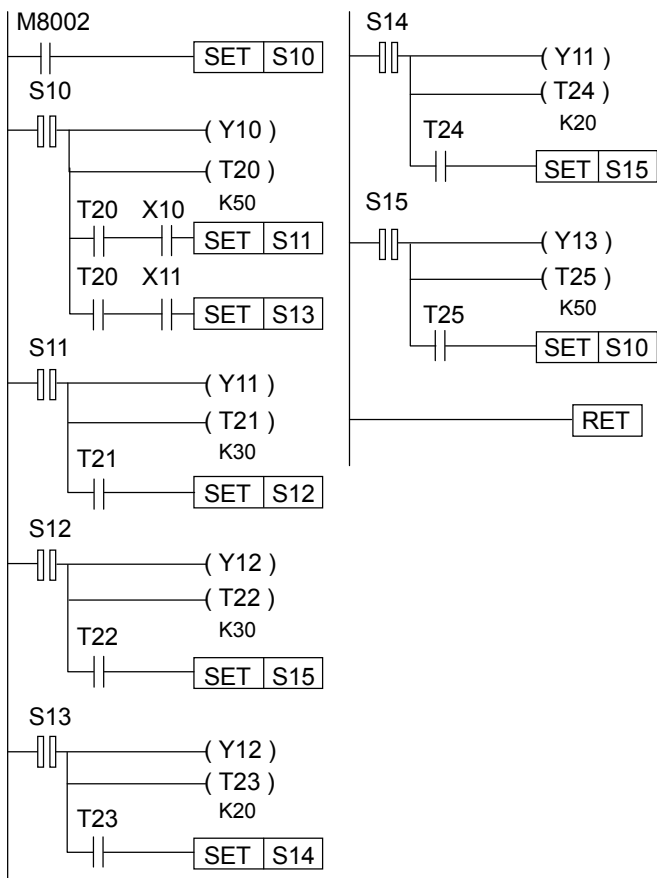 M8002
SET S10
S10
( Y10 )
( T20 )
K50
T20 X10
SET S11
T20 X11
SET S13
S11
( Y11 )
( T21 )
K30
T21
SET S12
S12
( Y12 )
( T22 )
K30
T22
SET S15
S13
( Y12 )
( T23 )
K20
T23
SET S14
S14
( Y11 )
( T24 )
K20
T24
SET S15
S15
( Y13 )
( T25 )
K50
T25
SET S10
RET